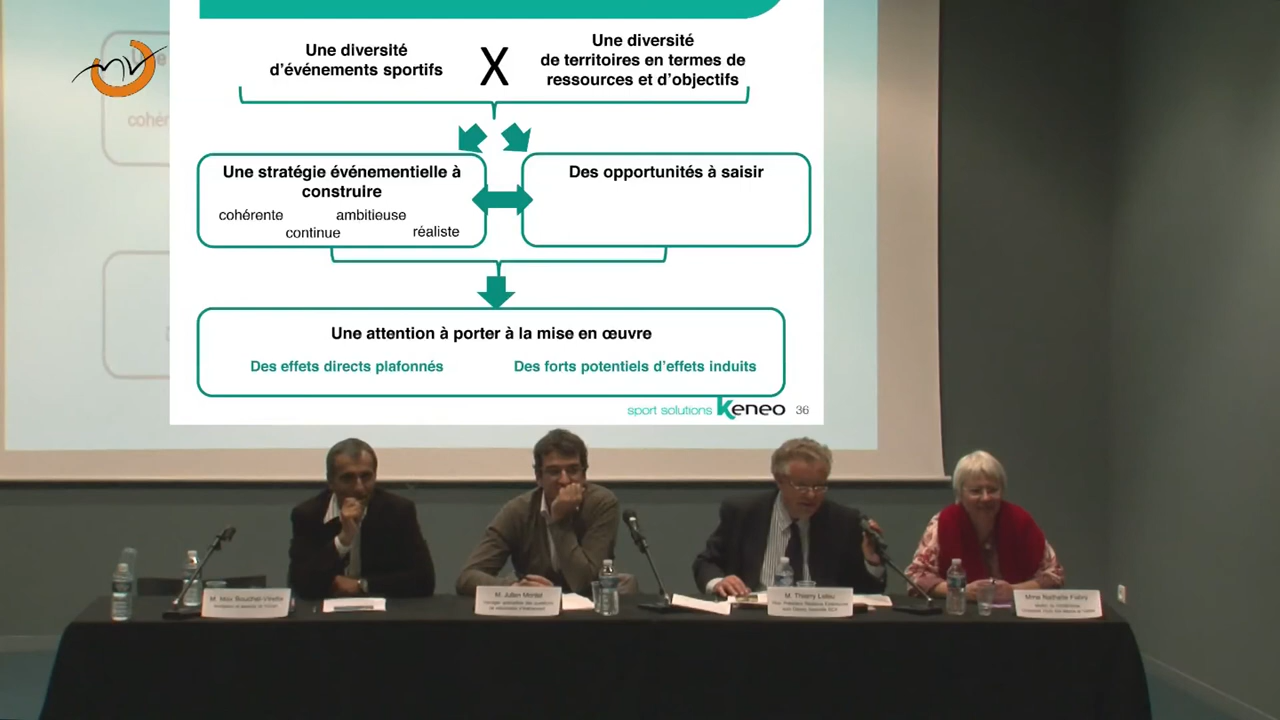 Une diversité
d'événements sportifs
X
Une diversité
de territoires en termes de
ressources et d'objectifs
Une stratégie événementielle à
construire
cohérente ambitieuse
continue réaliste
Des opportunités à saisir
Une attention à porter à la mise en œuvre
Des effets directs plafonnés
Des forts potentiels d'effets induits
sport solutions keneo 36
cohér
M. Julien Montel
M. Thierry
Mme Nathalie Fabry